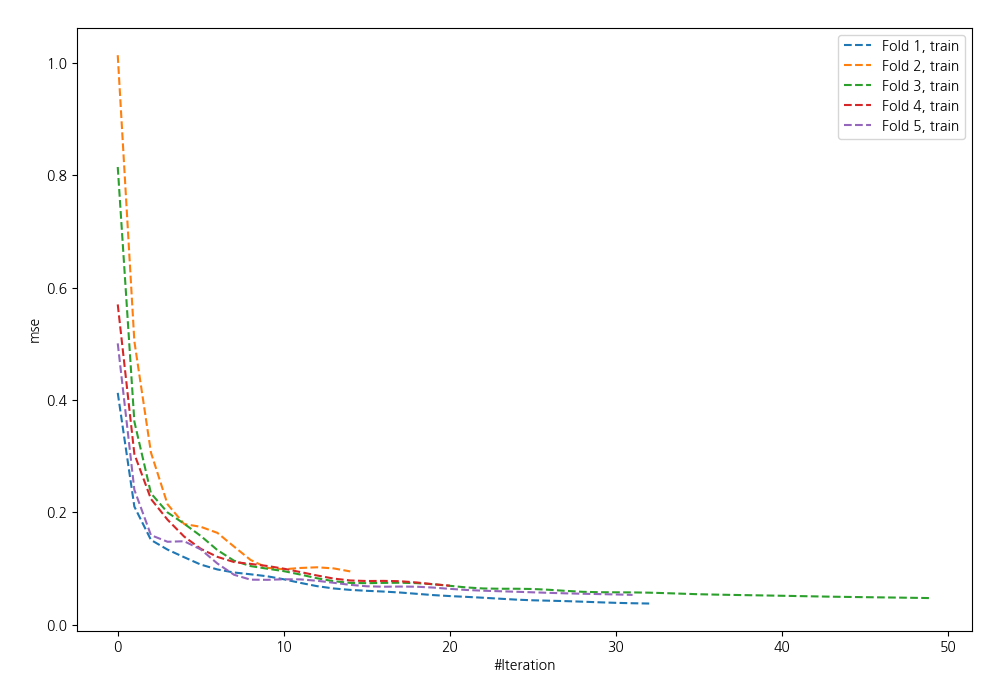 Fold 1, train
Fold 2, train
Fold 3, train
Fold 4, train
Fold 5, train
1.0
0.8
0.6
0.4
0.2
0.0
mse
0 10 20 30 40 50
#Iteration